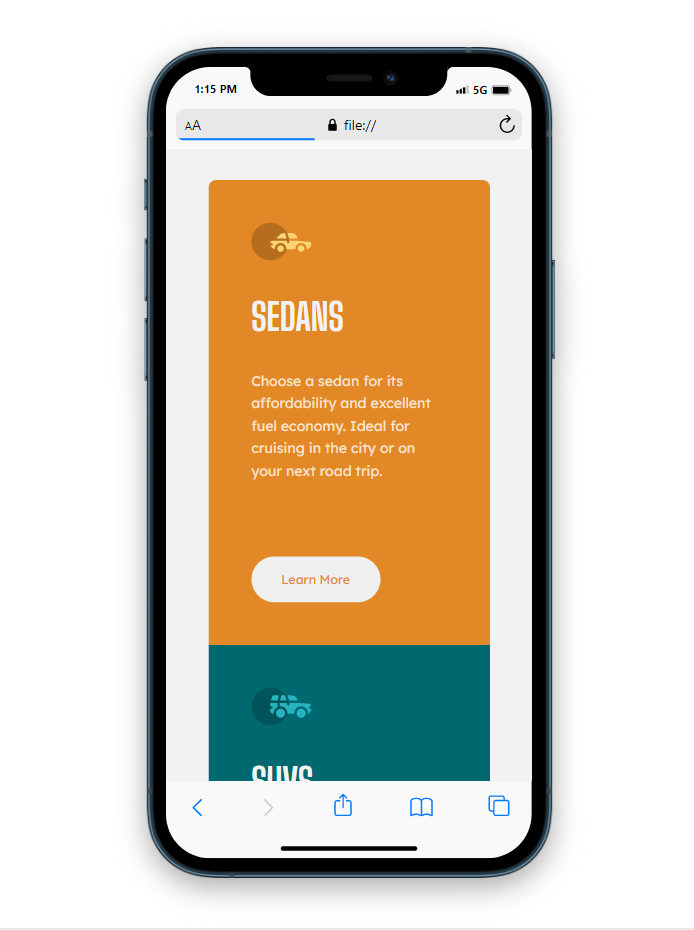 1:15 PM
5G
AA
file://
SEDANS
Choose a sedan for its
affordability and excellent
fuel economy. Ideal for
cruising in the city or on
your next road trip.
Learn More
SUVS